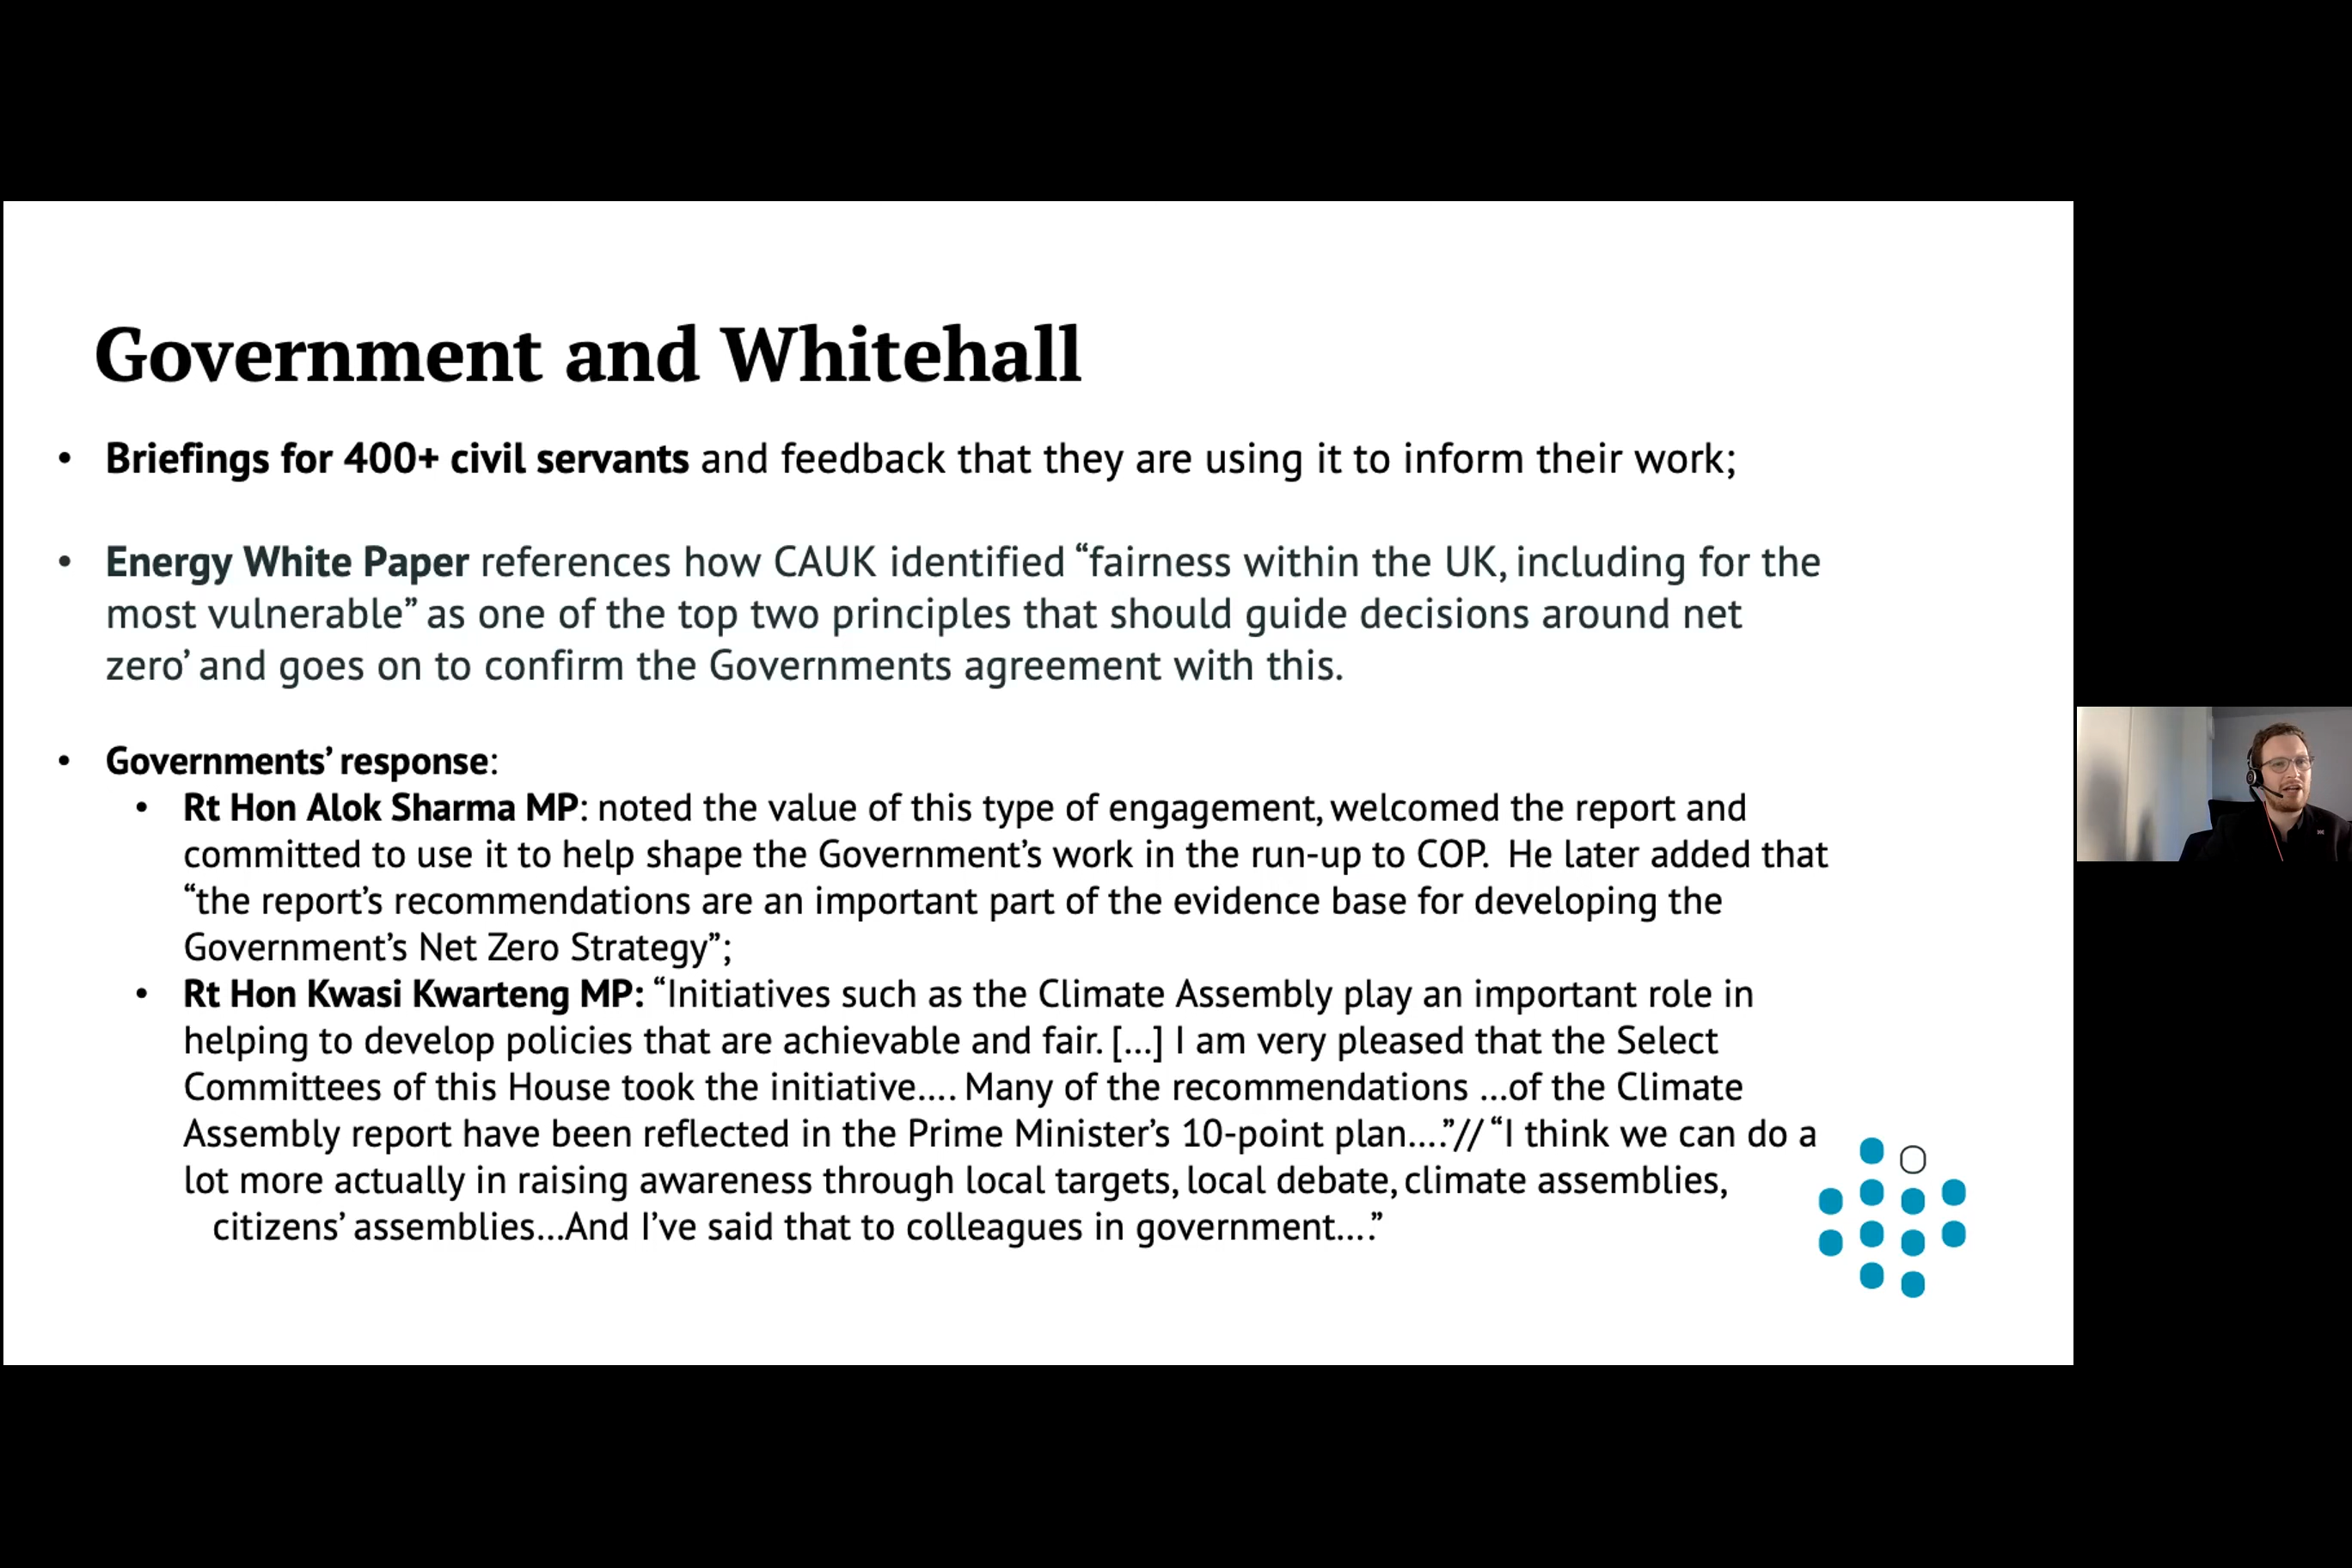 Government and Whitehall
• Briefings for 400+ civil servants and feedback that they are using it to inform their work;
• Energy White Paper references how CAUK identified “fairness within the UK, including for the
most vulnerable” as one of the top two principles that should guide decisions around net
zero’ and goes on to confirm the Governments agreement with this.
• Governments’ response:
• Rt Hon Alok Sharma MP: noted the value of this type of engagement, welcomed the report and
committed to use it to help shape the Government’s work in the run-up to COP.  He later added that
“the report’s recommendations are an important part of the evidence base for developing the
Government’s Net Zero Strategy”;
• Rt Hon Kwasi Kwarteng MP: “Initiatives such as the Climate Assembly play an important role in
helping to develop policies that are achievable and fair. [...] I am very pleased that the Select
Committees of this House took the initiative.... Many of the recommendations ...of the Climate
Assembly report have been reflected in the Prime Minister’s 10-point plan....”// “I think we can do a
lot more actually in raising awareness through local targets, local debate, climate assemblies,
citizens’ assemblies...And I’ve said that to colleagues in government....”